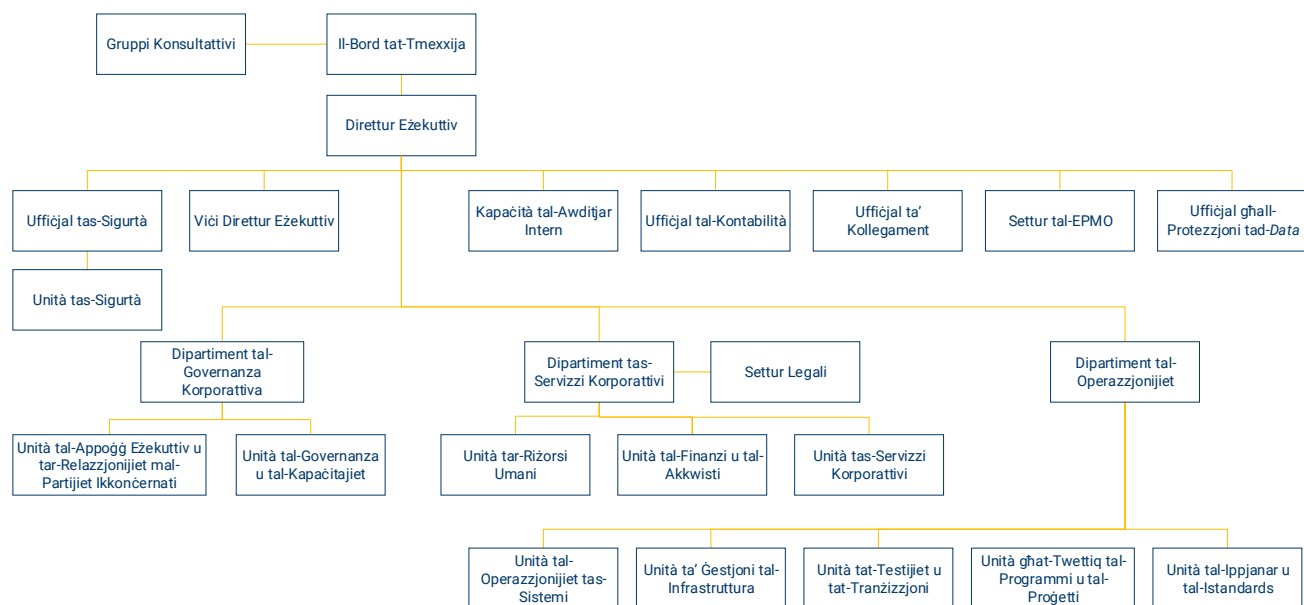 Gruppi Konsultattivi
Il-Bord tat-Tmexxija
Direttur Eżekuttiv
Uffiċjal tas-Sigurtà
Viċi Direttur Eżekuttiv
Kapaċità tal-Awditjar
Intern
Uffiċjal tal-Kontabilità
Uffiċjal ta’
Kollegament
Settur tal-EPMO
Uffiċjal għall-
Protezzjoni tad-Data
Unità tas-Sigurtà
Dipartiment tal-
Governanza
Korporattiva
Dipartiment tas-
Servizzi Korporattivi
Settur Legali
Dipartiment tal-
Operazzjonijiet
Unità tal-Appoġġ Eżekuttiv u
tar-Relazzjonijiet mal-
Partijiet Ikkonċernati
Unità tal-Governanza
u tal-Kapaċitajiet
Unità tar-Riżorsi
Umani
Unità tal-Finanzi u tal-
Akkwisti
Unità tas-Servizzi
Korporattivi
Unità tal-
Operazzjonijiet tas-
Sistemi
Unità ta’ Ġestjoni tal-
Infrastruttura
Unità tat-Testijiet u
tat-Tranżizzjoni
Unità għat-Twettiq tal-
Programmi u tal-
Proġetti
Unità tal-Ippjanar u
tal-Istandards